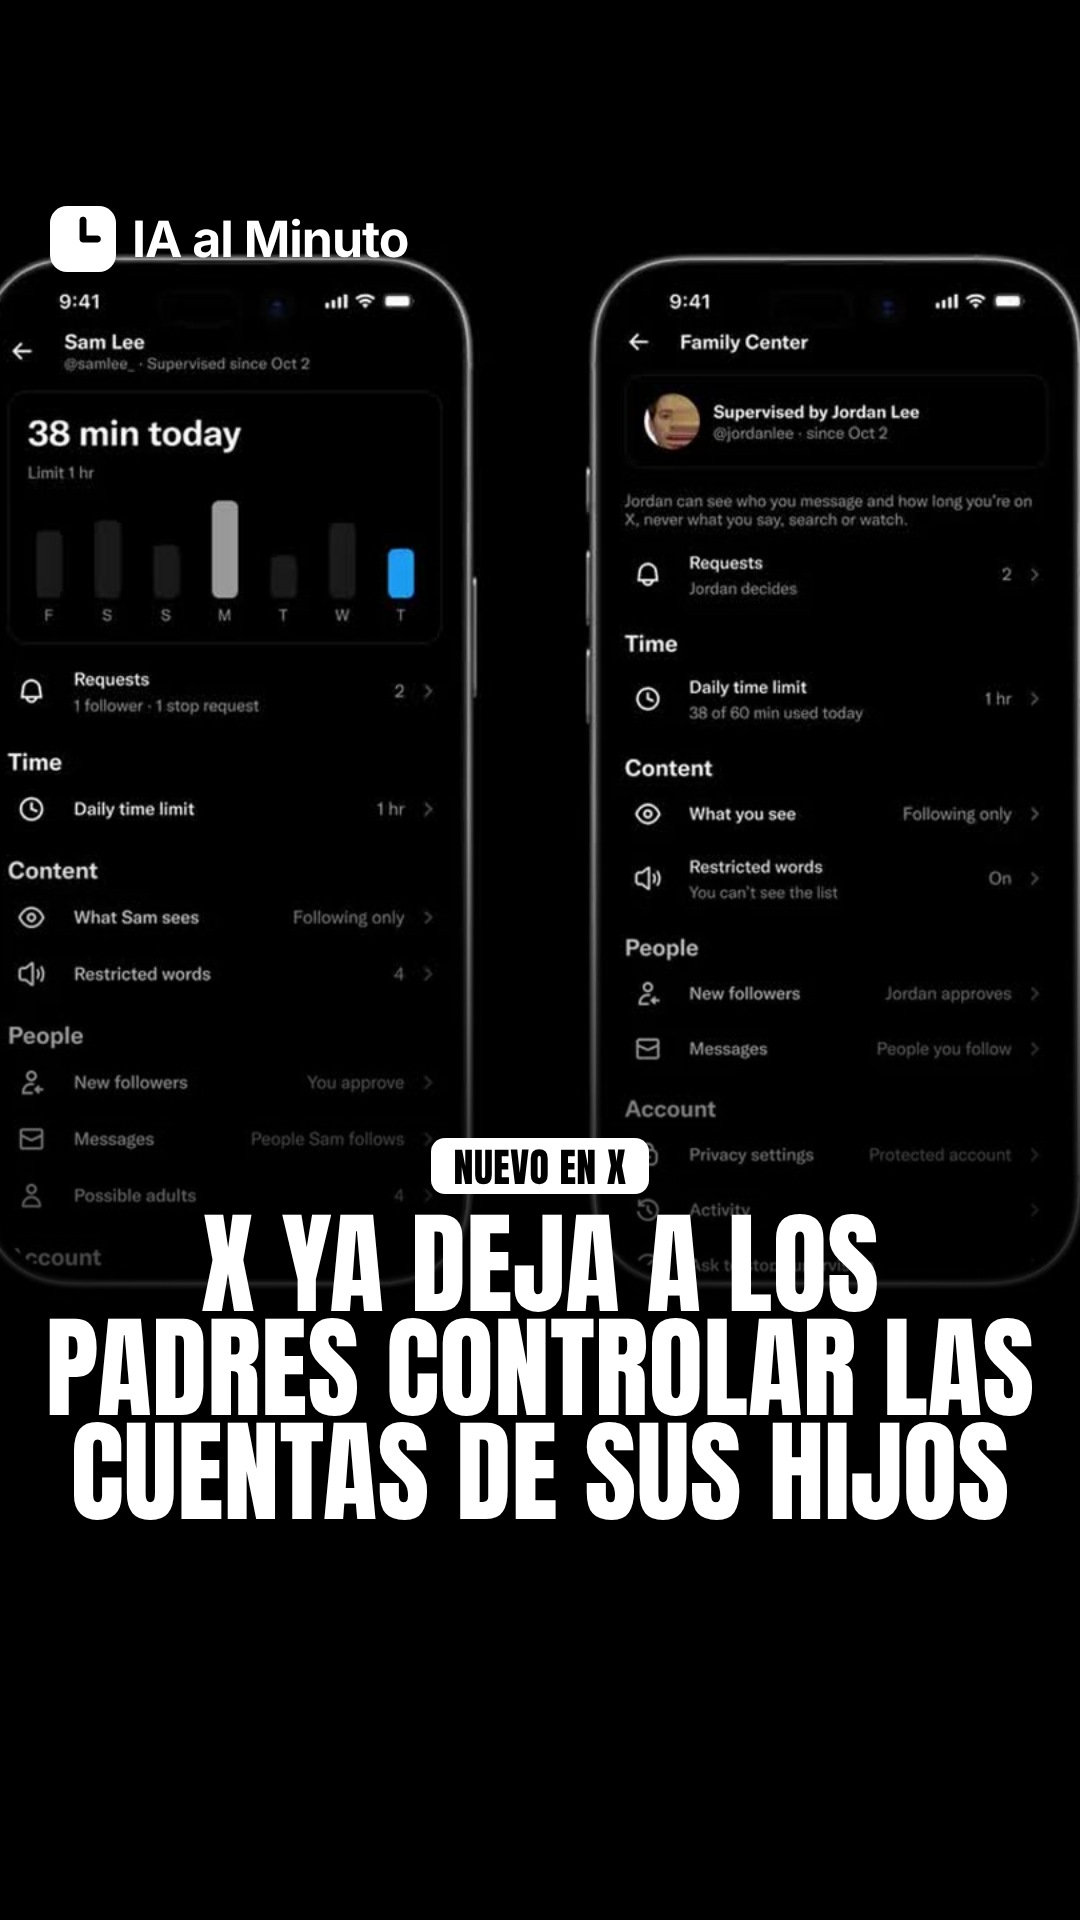 IA al Minuto
9:41
Sam Lee
@samlee_ · Supervised since Oct 2
38 min today
Limit 1 hr
F S S M T W T
Requests
1 follower · 1 stop request
2
Time
Daily time limit 1 hr
Content
What Sam sees Following only
Restricted words 4
People
New followers You approve
Messages People Sam follows
Possible adults 4
9:41
Family Center
Supervised by Jordan Lee
@jordanlee · since Oct 2
Jordan can see who you message and how long you're on
X, never what you say, search or watch.
Requests
Jordan decides
2
Time
Daily time limit
38 of 60 min used today
1 hr
Content
What you see Following only
Restricted words
You can't see the list
On
People
New followers Jordan approves
Messages People you follow
Account
Privacy settings Protected account
Activity
NUEVO EN X
X YA DEJA A LOS
PADRES CONTROLAR LAS
CUENTAS DE SUS HIJOS